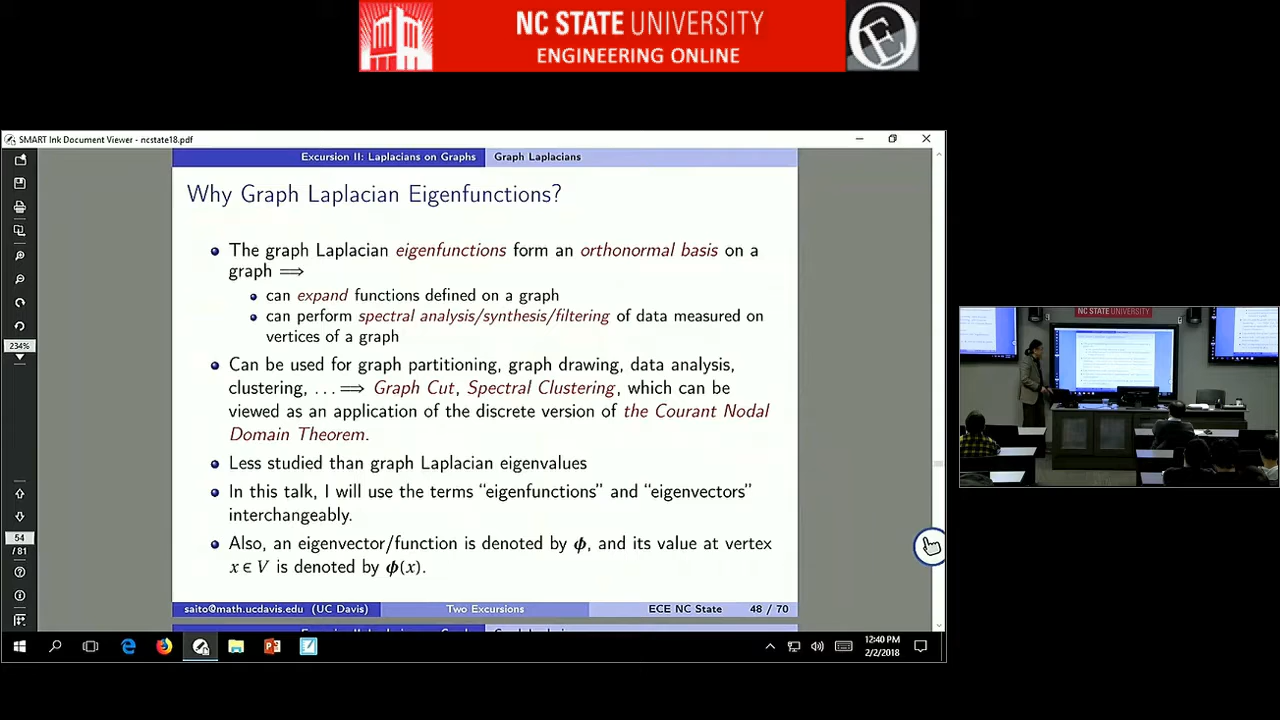 NC STATE UNIVERSITY
ENGINEERING ONLINE
E
SMART Ink Document Viewer - ncstate18.pdf
Excursion II: Laplacians on Graphs Graph Laplacians
Why Graph Laplacian Eigenfunctions?
The graph Laplacian eigenfunctions form an orthonormal basis on a
graph ⟹
can expand functions defined on a graph
can perform spectral analysis/synthesis/filtering of data measured on
vertices of a graph
Can be used for graph partitioning, graph drawing, data analysis,
clustering, ... ⟹ Graph Cut, Spectral Clustering, which can be
viewed as an application of the discrete version of the Courant Nodal
Domain Theorem.
Less studied than graph Laplacian eigenvalues
In this talk, I will use the terms “eigenfunctions” and “eigenvectors”
interchangeably.
Also, an eigenvector/function is denoted by ϕ, and its value at vertex
x ∈ V is denoted by ϕ(x).
saito@math.ucdavis.edu (UC Davis) Two Excursions ECE NC State 48 / 70
234%
54
/ 81
12:40 PM
2/2/2018
NC STATE UNIVERSITY